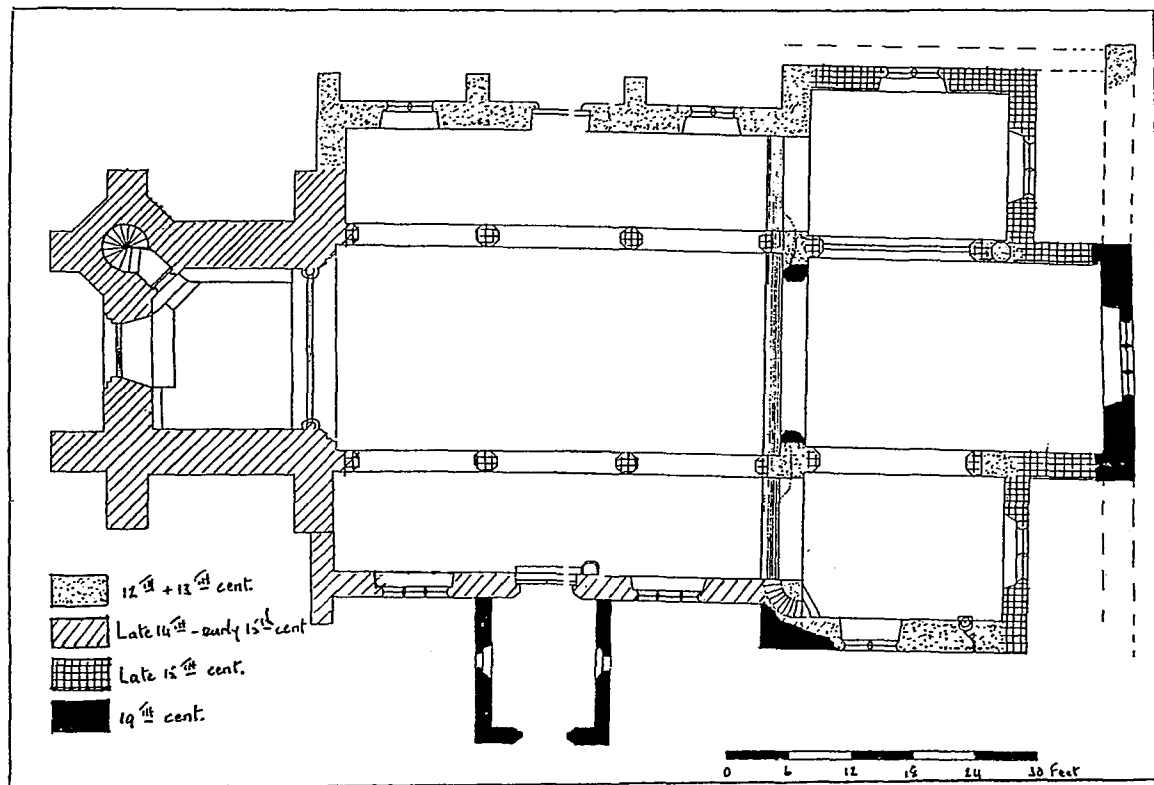 12th + 13th cent.
Late 14th - early 15th cent
Late 15th cent.
19th cent.
0 6 12 18 24 30 Feet